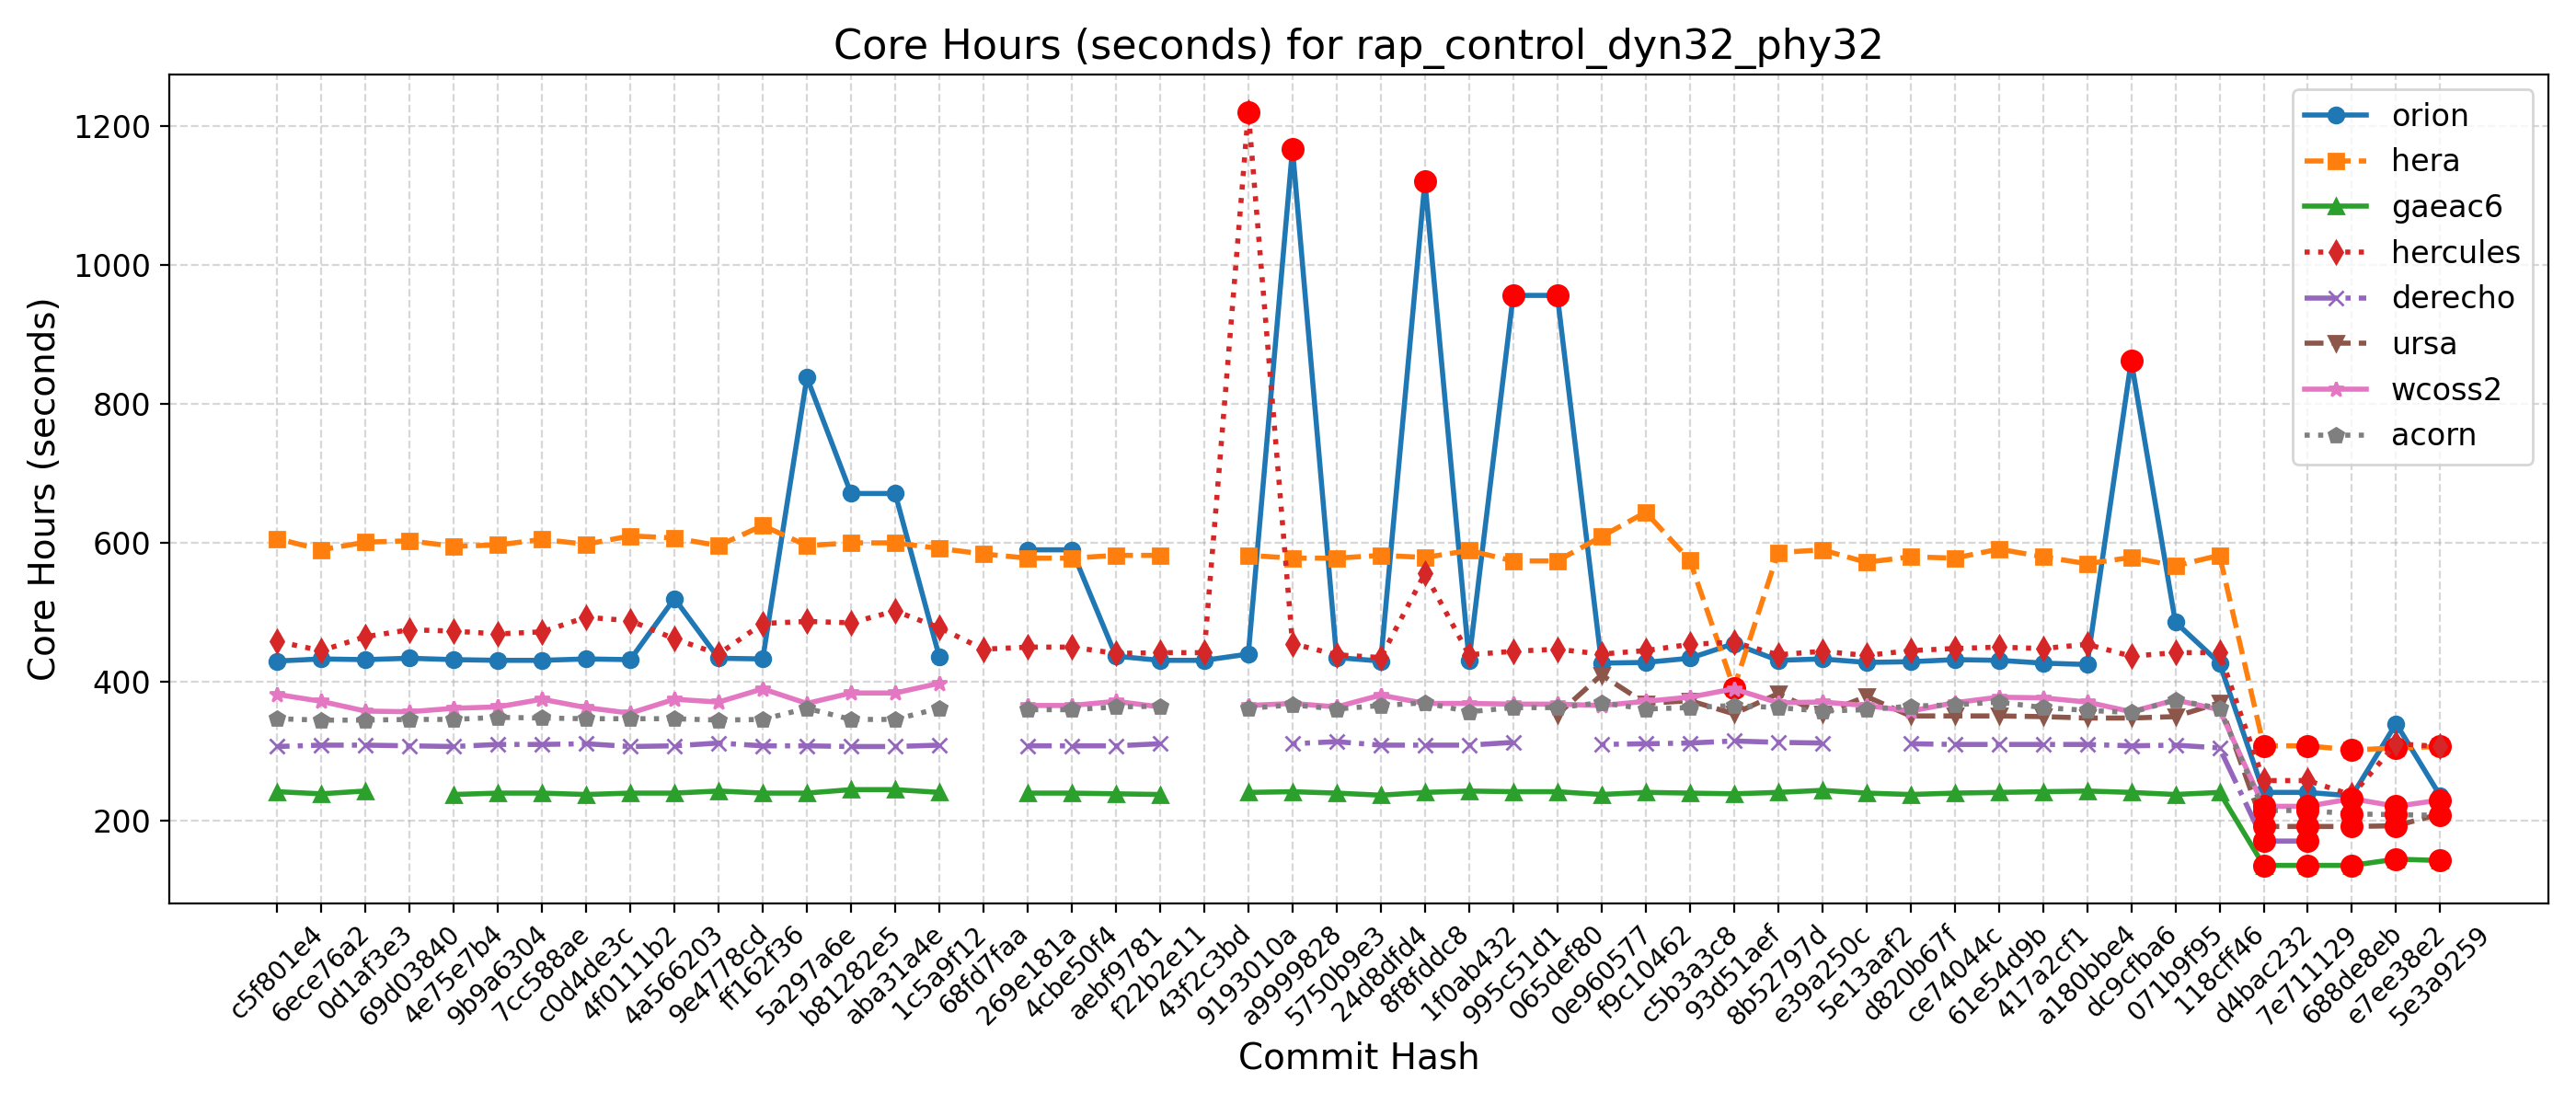 Core Hours (seconds) for rap_control_dyn32_phy32
Core Hours (seconds)
1200
1000
800
600
400
200
orion
hera
gaeac6
hercules
derecho
ursa
wcoss2
acorn
c5f801e4
6ece76a2
0d1af3e3
69d03840
4e75e7b4
9b9a6304
7cc588ae
c0d4de3c
4f0111b2
4a566203
9e4778cd
ff162f36
5a297a6e
b81282e5
aba31a4e
1c5a9f12
68fd7faa
269e181a
4cbe50f4
aebf9781
f22b2e11
43f2c3bd
9193010a
a9999828
5750b9e3
24d8dfd4
8f8fddc8
1f0ab432
995c51d1
065def80
0e960577
f9c10462
c5b3a3c8
93d51aef
8b52797d
e39a250c
5e13aaf2
d820b67f
ce74044c
61e54d9b
417a2cf1
a180bbe4
dc9cfba6
071b9f95
118cff46
d4bac232
7e711129
688de8eb
e7ee38e2
5e3a9259
Commit Hash